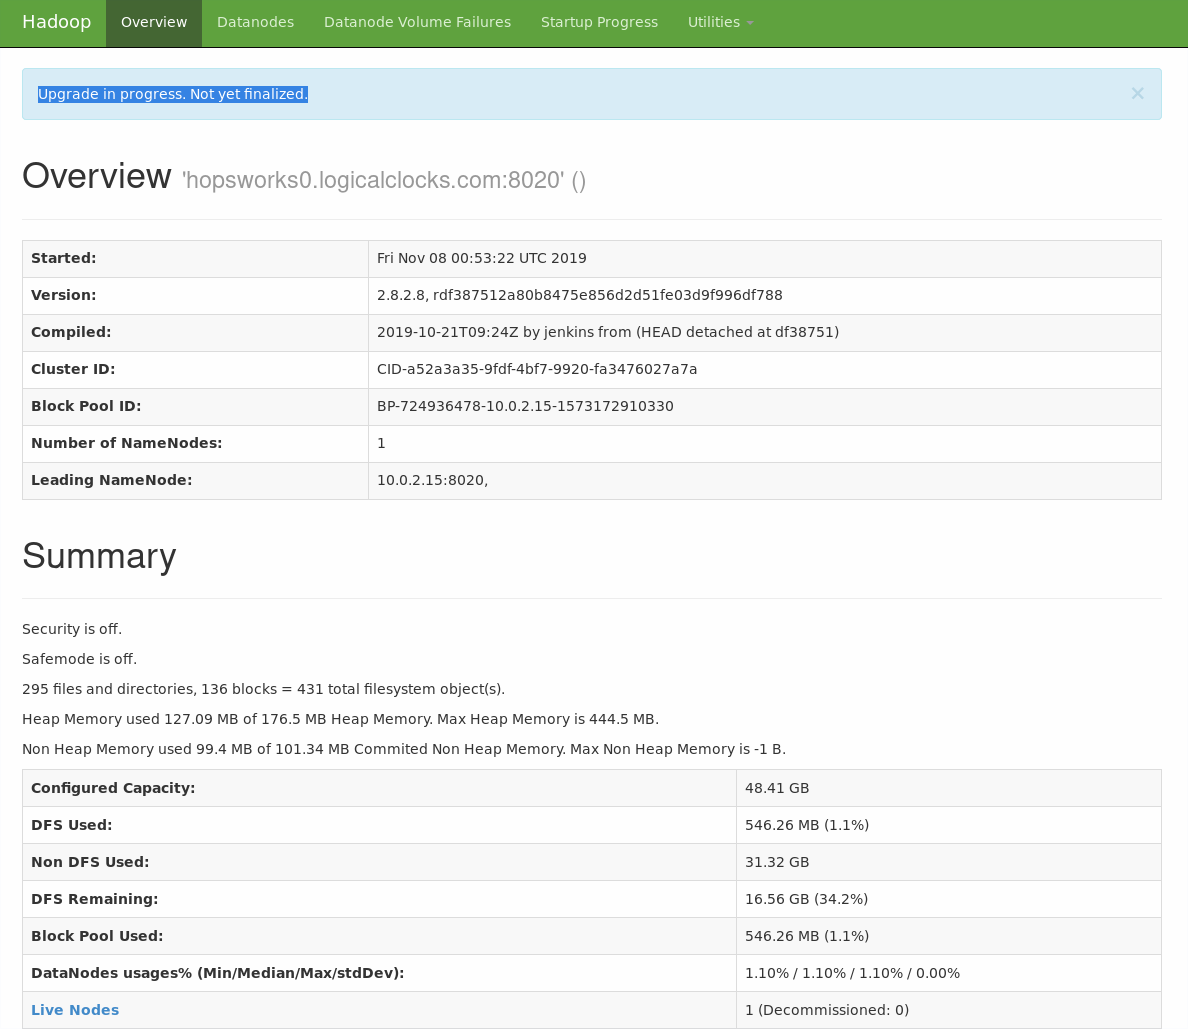 Hadoop Overview Datanodes Datanode Volume Failures Startup Progress Utilities
Upgrade in progress. Not yet finalized. ×
Overview 'hopsworks0.logicalclocks.com:8020' ()
Started: Fri Nov 08 00:53:22 UTC 2019
Version: 2.8.2.8, rdf387512a80b8475e856d2d51fe03d9f996df788
Compiled: 2019-10-21T09:24Z by jenkins from (HEAD detached at df38751)
Cluster ID: CID-a52a3a35-9fdf-4bf7-9920-fa3476027a7a
Block Pool ID: BP-724936478-10.0.2.15-1573172910330
Number of NameNodes: 1
Leading NameNode: 10.0.2.15:8020,
Summary
Security is off.
Safemode is off.
295 files and directories, 136 blocks = 431 total filesystem object(s).
Heap Memory used 127.09 MB of 176.5 MB Heap Memory. Max Heap Memory is 444.5 MB.
Non Heap Memory used 99.4 MB of 101.34 MB Commited Non Heap Memory. Max Non Heap Memory is -1 B.
Configured Capacity: 48.41 GB
DFS Used: 546.26 MB (1.1%)
Non DFS Used: 31.32 GB
DFS Remaining: 16.56 GB (34.2%)
Block Pool Used: 546.26 MB (1.1%)
DataNodes usages% (Min/Median/Max/stdDev): 1.10% / 1.10% / 1.10% / 0.00%
Live Nodes 1 (Decommissioned: 0)